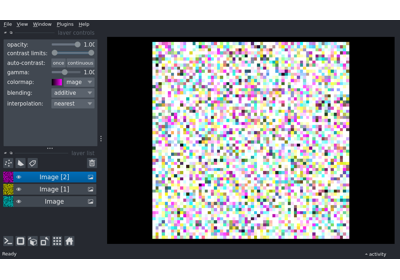 File View Window Plugins Help
layer controls
opacity: 1.00
contrast limits:
auto-contrast: once continuous
gamma: 1.00
colormap: magenta
blending: additive
interpolation: nearest
layer list
Image [2]
Image [1]
Image
Ready
activity